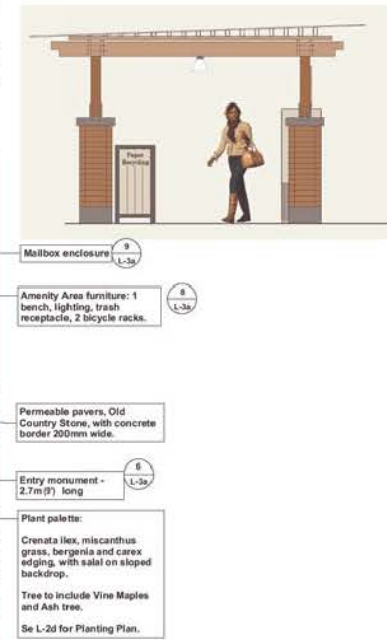 Paper
Recycling
Mailbox enclosure
9
L-3a
Amenity Area furniture: 1
bench, lighting, trash
receptacle, 2 bicycle racks.
8
L-3a
Permeable pavers, Old
Country Stone, with concrete
border 200mm wide.
6
L-3a
Entry monument -
2.7m (9') long
Plant palette:
Crenata ilex, miscanthus
grass, bergenia and carex
edging, with salal on sloped
backdrop.
Tree to include Vine Maples
and Ash tree.
Se L-2d for Planting Plan.